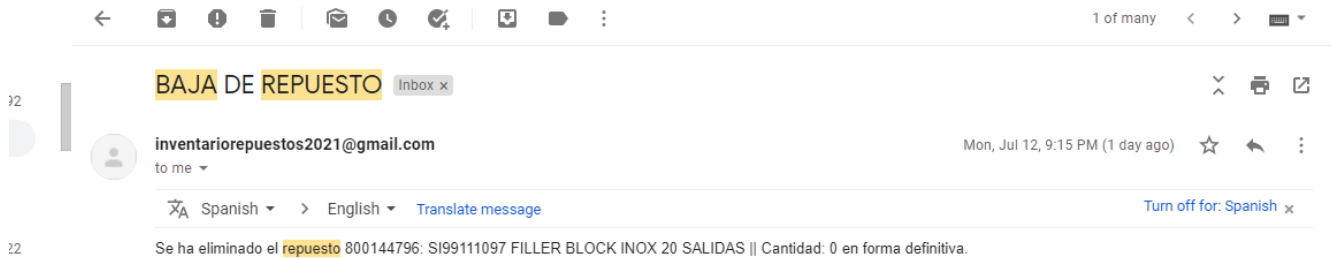 1 of many
BAJA DE REPUESTO Inbox x
92
inventariorepuestos2021@gmail.com Mon, Jul 12, 9:15 PM (1 day ago)
to me
Spanish > English Translate message Turn off for: Spanish x
22
Se ha eliminado el repuesto 800144796: SI99111097 FILLER BLOCK INOX 20 SALIDAS || Cantidad: 0 en forma definitiva.